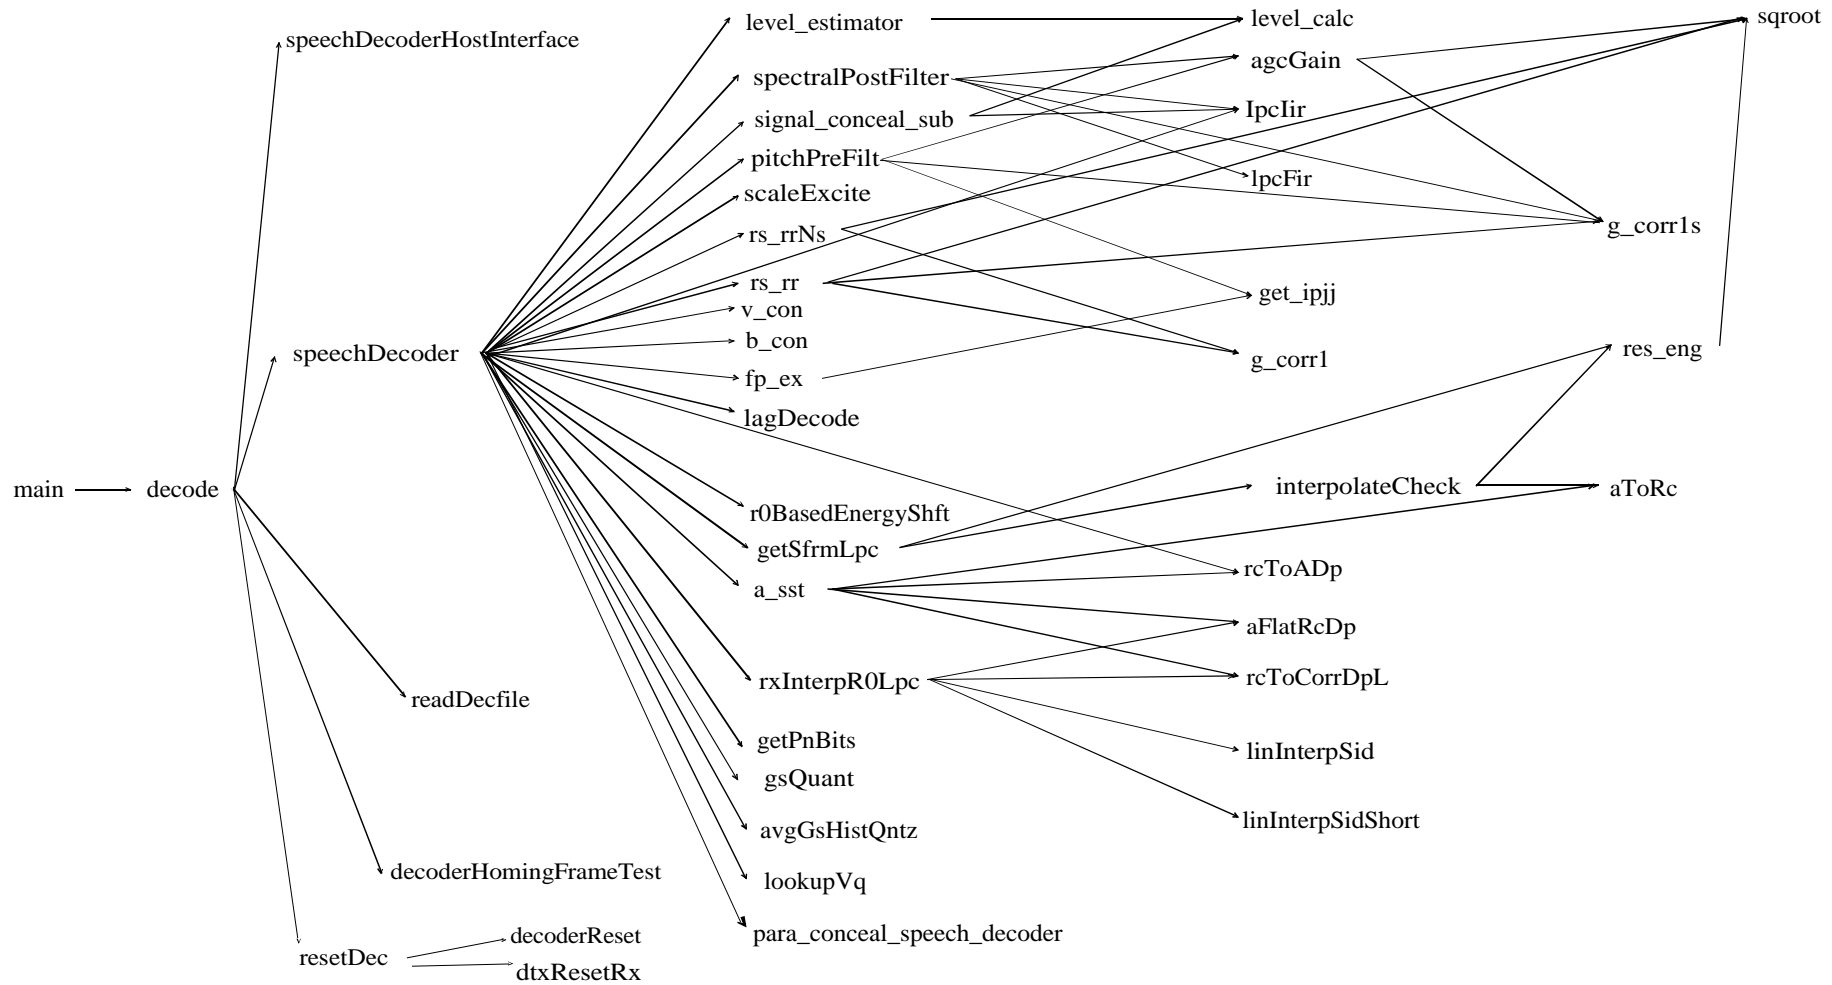 level_estimator
level_calc
sqroot
speechDecoderHostInterface
spectralPostFilter
agcGain
signal_conceal_sub
IpcIir
pitchPreFilt
lpcFir
scaleExcite
rs_rrNs
g_corr1s
rs_rr
get_ipjj
v_con
b_con
speechDecoder
g_corr1
res_eng
fp_ex
lagDecode
main
decode
interpolateCheck
aToRc
r0BasedEnergyShft
getSfrmLpc
rcToADp
a_sst
aFlatRcDp
rxInterpR0Lpc
rcToCorrDpL
readDecfile
getPnBits
linInterpSid
gsQuant
linInterpSidShort
avgGsHistQntz
decoderHomingFrameTest
lookupVq
para_conceal_speech_decoder
decoderReset
resetDec
dtxResetRx